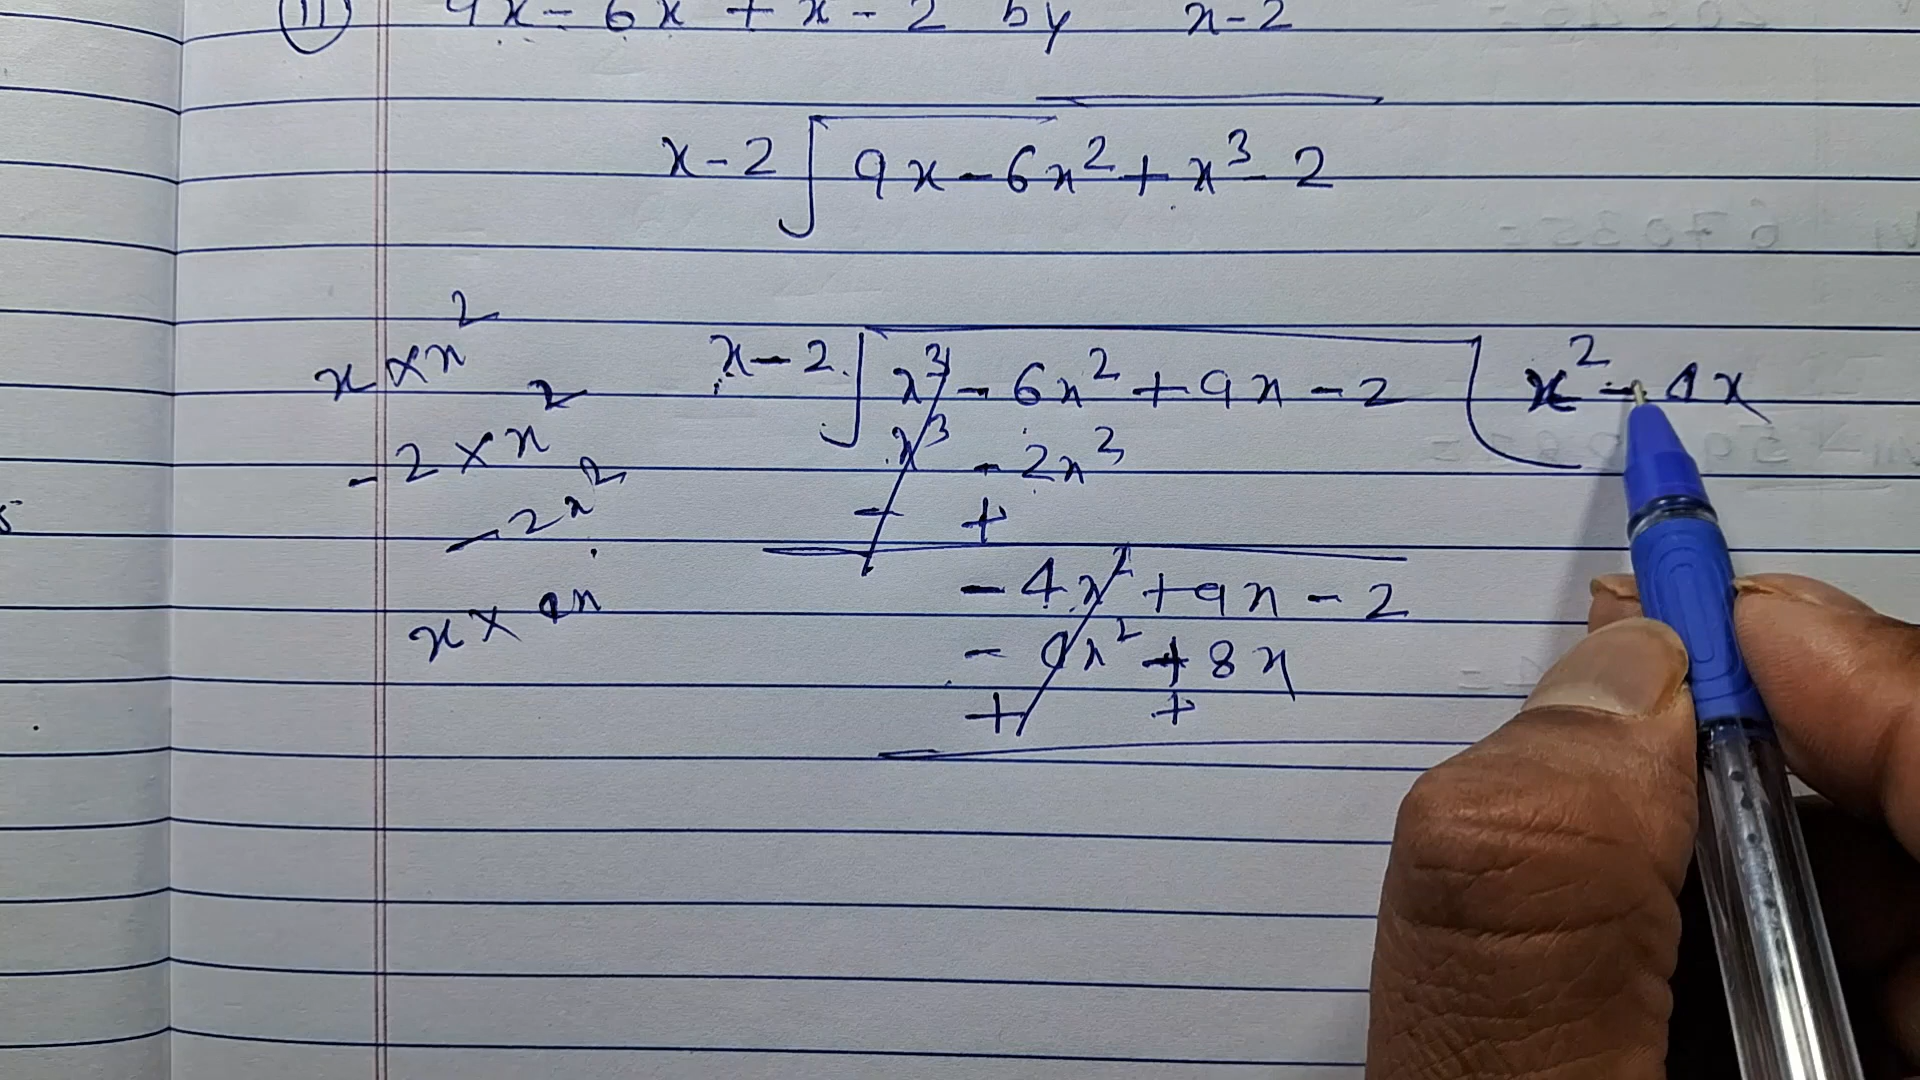 (11) 9x - 6x + x - 2 by x-2
x-2 9x - 6x² + x³ - 2
x × x²
x-2 x³ - 6x² + 9x - 2 x² - 4x
- 2 × x²
x³ - 2x²
- 2x²
- +
x × 4x
- 4x² + 9x - 2
- 4x² + 8x
+ +